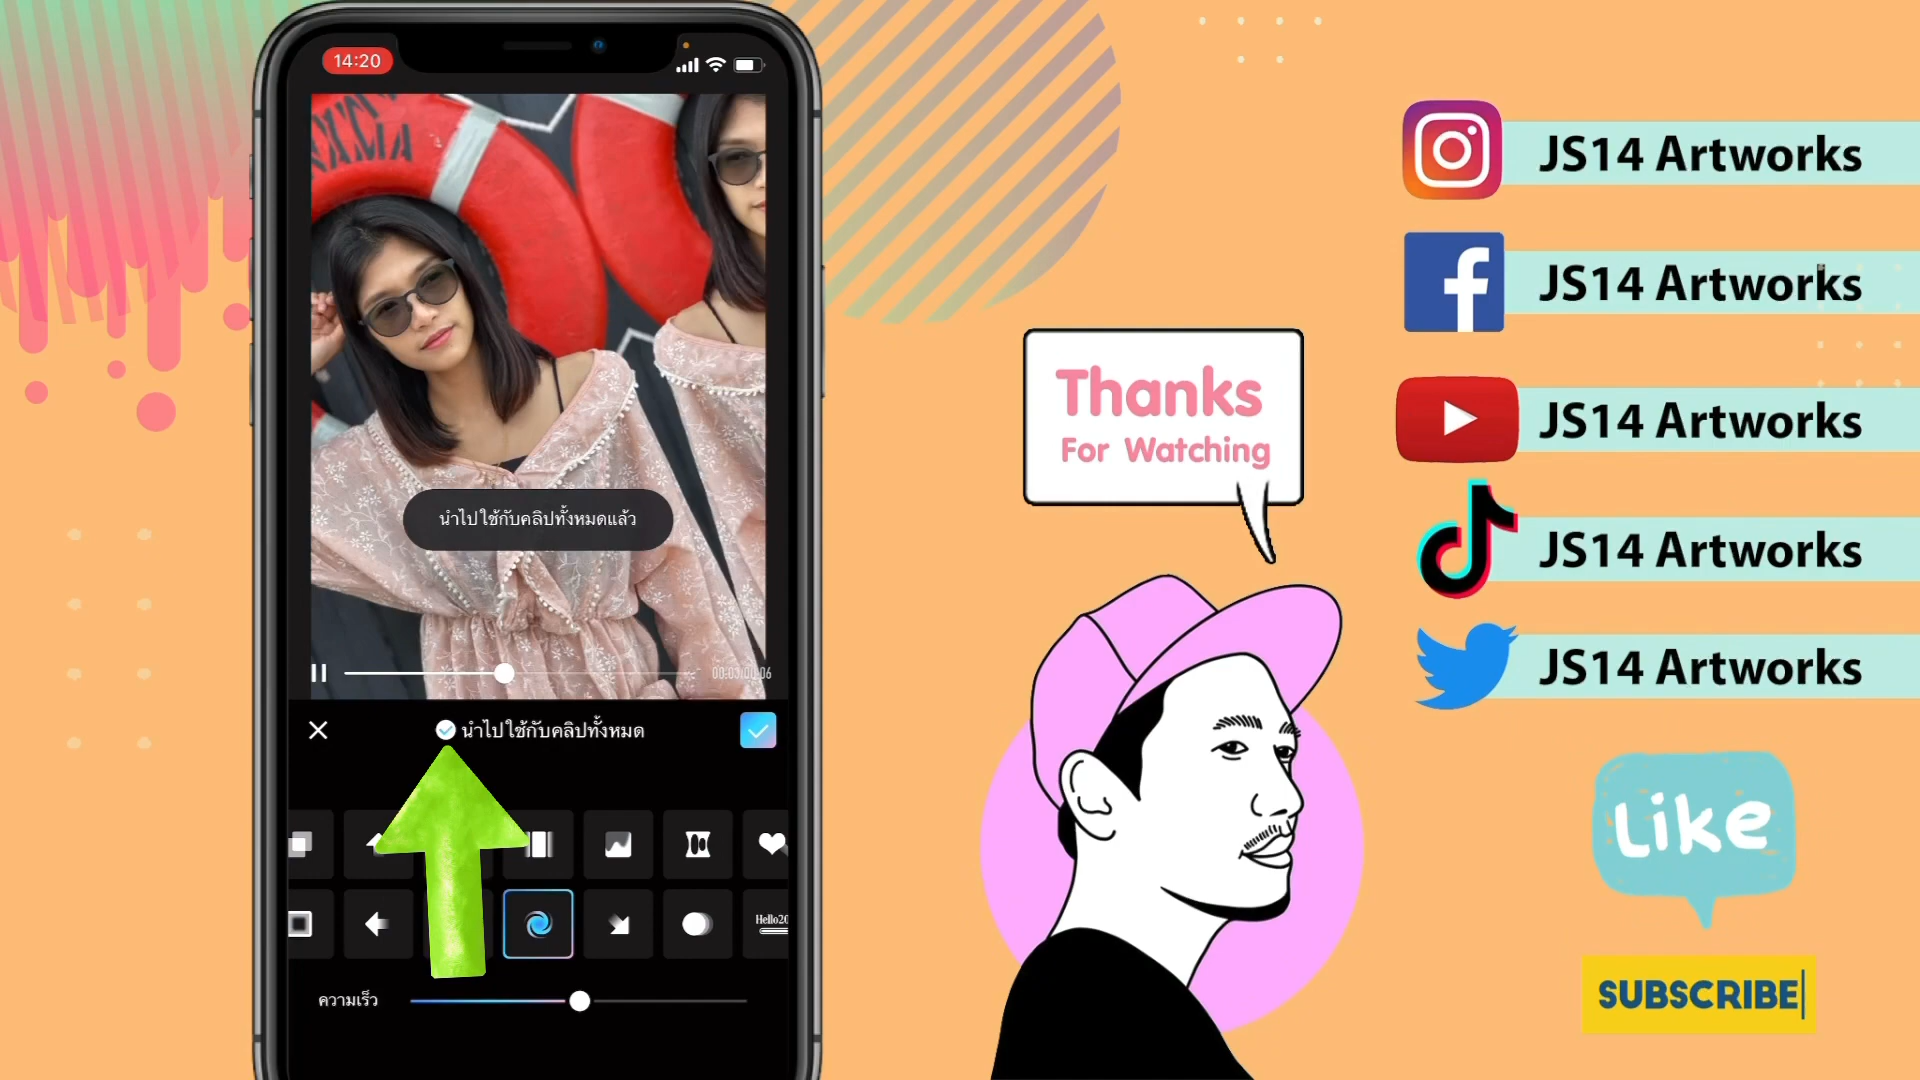 14:20
นำไปใช้กับคลิปทั้งหมดแล้ว
นำไปใช้กับคลิปทั้งหมด
ความเร็ว
Thanks
For Watching
JS14 Artworks
JS14 Artworks
JS14 Artworks
JS14 Artworks
JS14 Artworks
Like
SUBSCRIBE